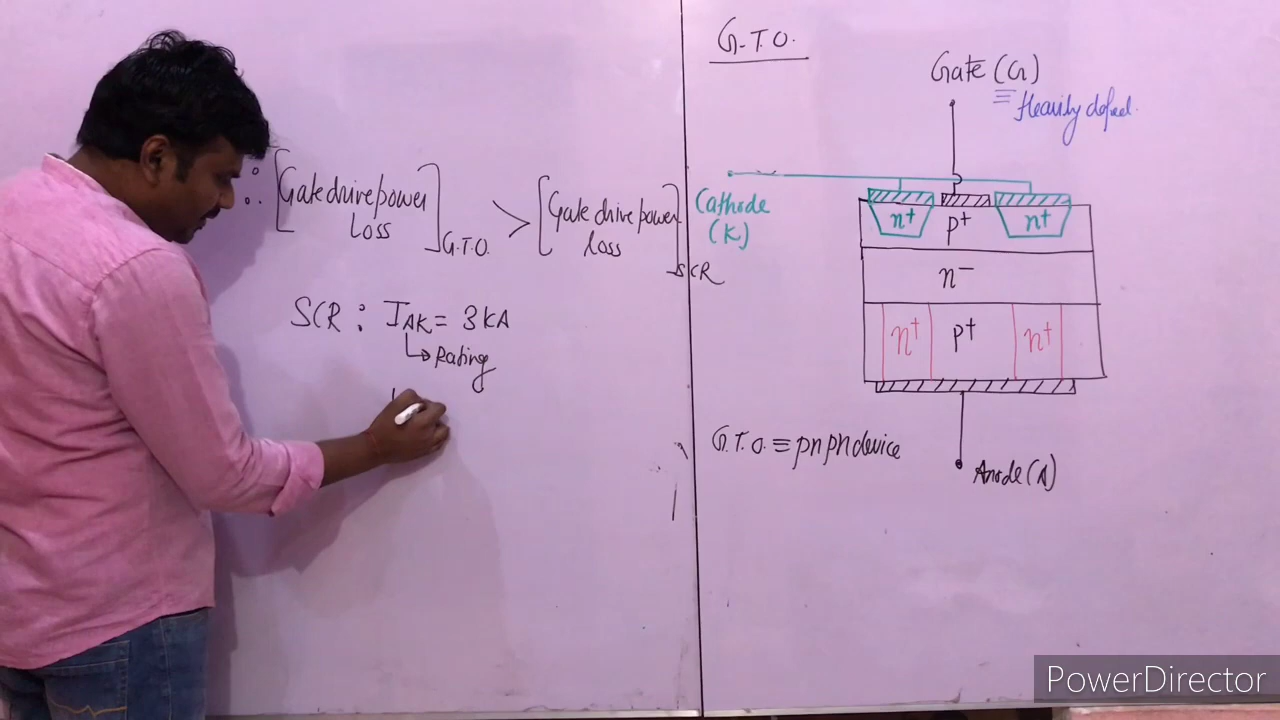 ∴ [Gate drive power loss]G.T.O. > [Gate drive power loss]SCR
SCR : IAK = 3KA
↳ Rating
G.T.O.
Gate (G)
≡ Heavily doped.
Cathode
(K)
n+ p+ n+
n−
n+ p+ n+
G.T.O. ≡ pnpn device
Anode(A)
PowerDirector